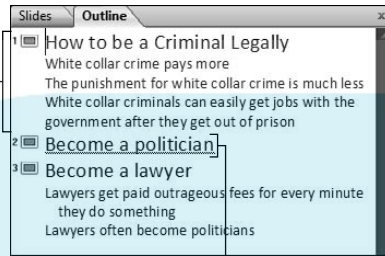 Slides Outline x
1 How to be a Criminal Legally
White collar crime pays more
The punishment for white collar crime is much less
White collar criminals can easily get jobs with the
government after they get out of prison
2 Become a politician
3 Become a lawyer
Lawyers get paid outrageous fees for every minute
they do something
Lawyers often become politicians